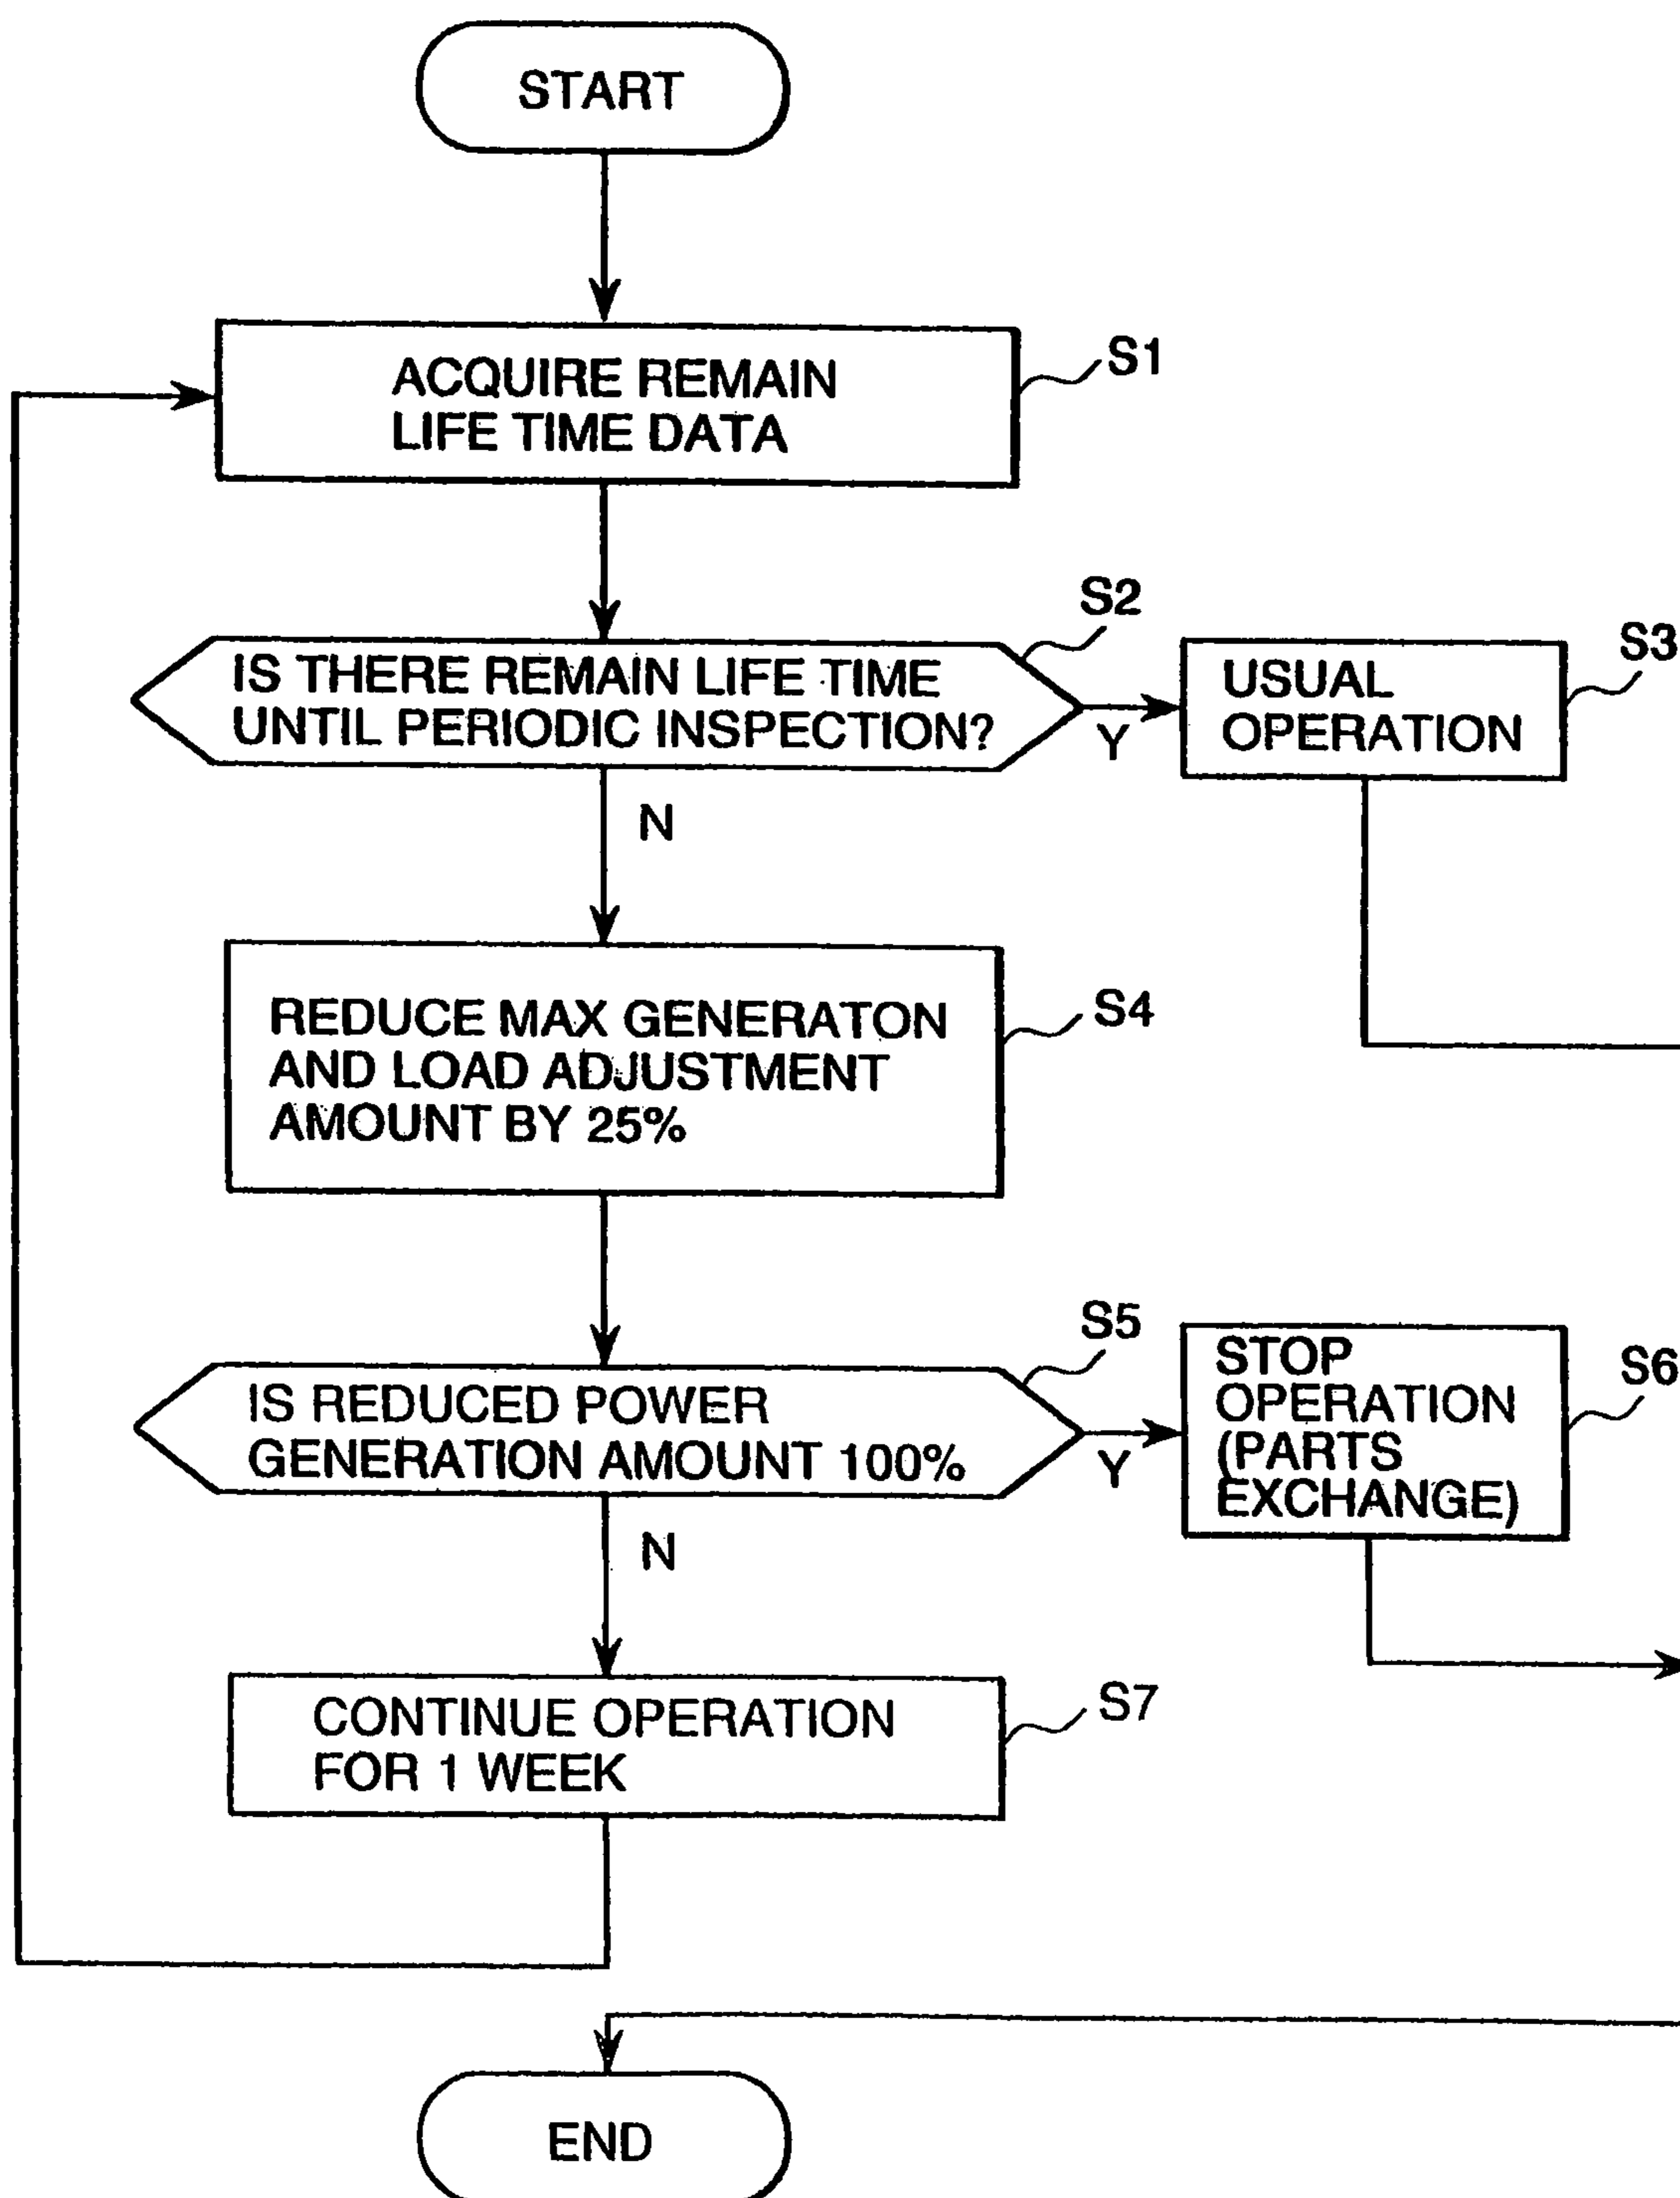 START
ACQUIRE REMAIN
LIFE TIME DATA
S1
IS THERE REMAIN LIFE TIME
UNTIL PERIODIC INSPECTION?
S2
Y
USUAL
OPERATION
S3
N
REDUCE MAX GENERATON
AND LOAD ADJUSTMENT
AMOUNT BY 25%
S4
IS REDUCED POWER
GENERATION AMOUNT 100%
S5
Y
STOP
OPERATION
(PARTS
EXCHANGE)
S6
N
CONTINUE OPERATION
FOR 1 WEEK
S7
END